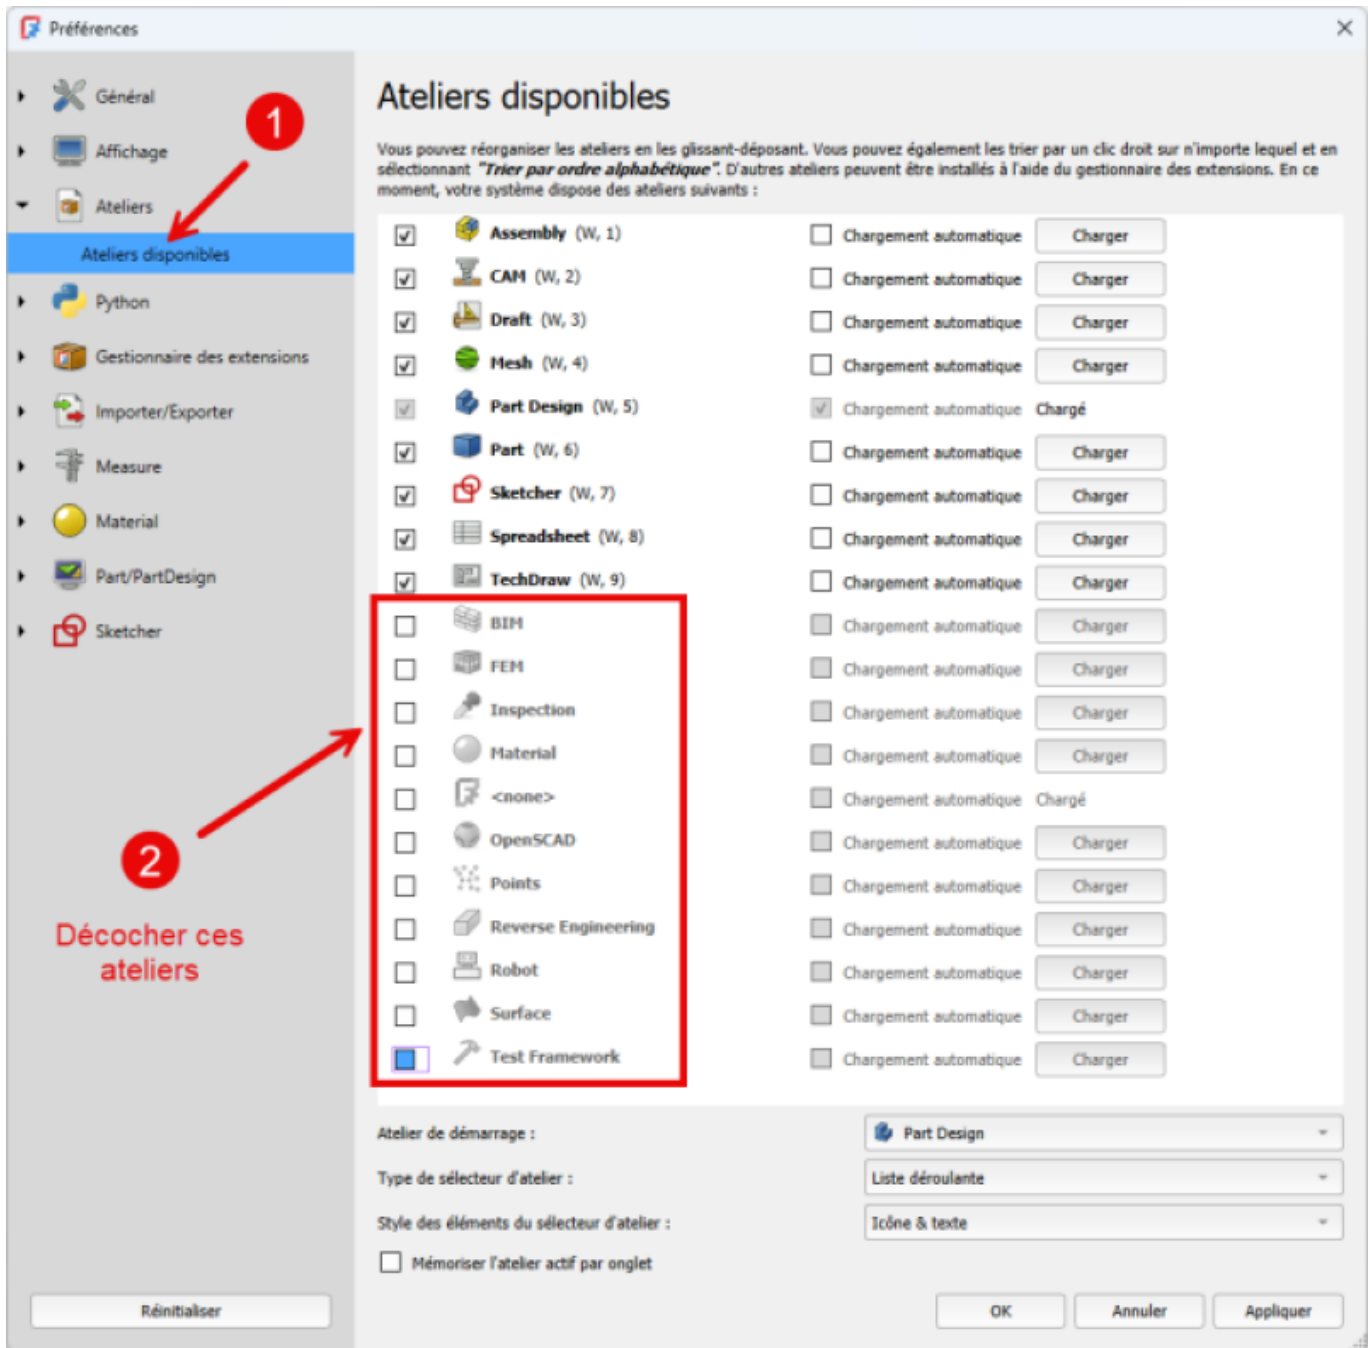 Préférences
Général
1
Affichage
Ateliers
Ateliers disponibles
Python
Gestionnaire des extensions
Importer/Exporter
Measure
Material
Part/PartDesign
Sketcher
2
Décocher ces
ateliers
Réinitialiser
Ateliers disponibles
Vous pouvez réorganiser les ateliers en les glissant-déposant. Vous pouvez également les trier par un clic droit sur n'importe lequel et en
sélectionnant "Trier par ordre alphabétique". D'autres ateliers peuvent être installés à l'aide du gestionnaire des extensions. En ce
moment, votre système dispose des ateliers suivants :
Assembly (W, 1) Chargement automatique Charger
CAM (W, 2) Chargement automatique Charger
Draft (W, 3) Chargement automatique Charger
Mesh (W, 4) Chargement automatique Charger
Part Design (W, 5) Chargement automatique Chargé
Part (W, 6) Chargement automatique Charger
Sketcher (W, 7) Chargement automatique Charger
Spreadsheet (W, 8) Chargement automatique Charger
TechDraw (W, 9) Chargement automatique Charger
BIM Chargement automatique Charger
FEM Chargement automatique Charger
Inspection Chargement automatique Charger
Material Chargement automatique Charger
<none> Chargement automatique Chargé
OpenSCAD Chargement automatique Charger
Points Chargement automatique Charger
Reverse Engineering Chargement automatique Charger
Robot Chargement automatique Charger
Surface Chargement automatique Charger
Test Framework Chargement automatique Charger
Atelier de démarrage : Part Design
Type de sélecteur d'atelier : Liste déroulante
Style des éléments du sélecteur d'atelier : Icône & texte
Mémoriser l'atelier actif par onglet
OK Annuler Appliquer